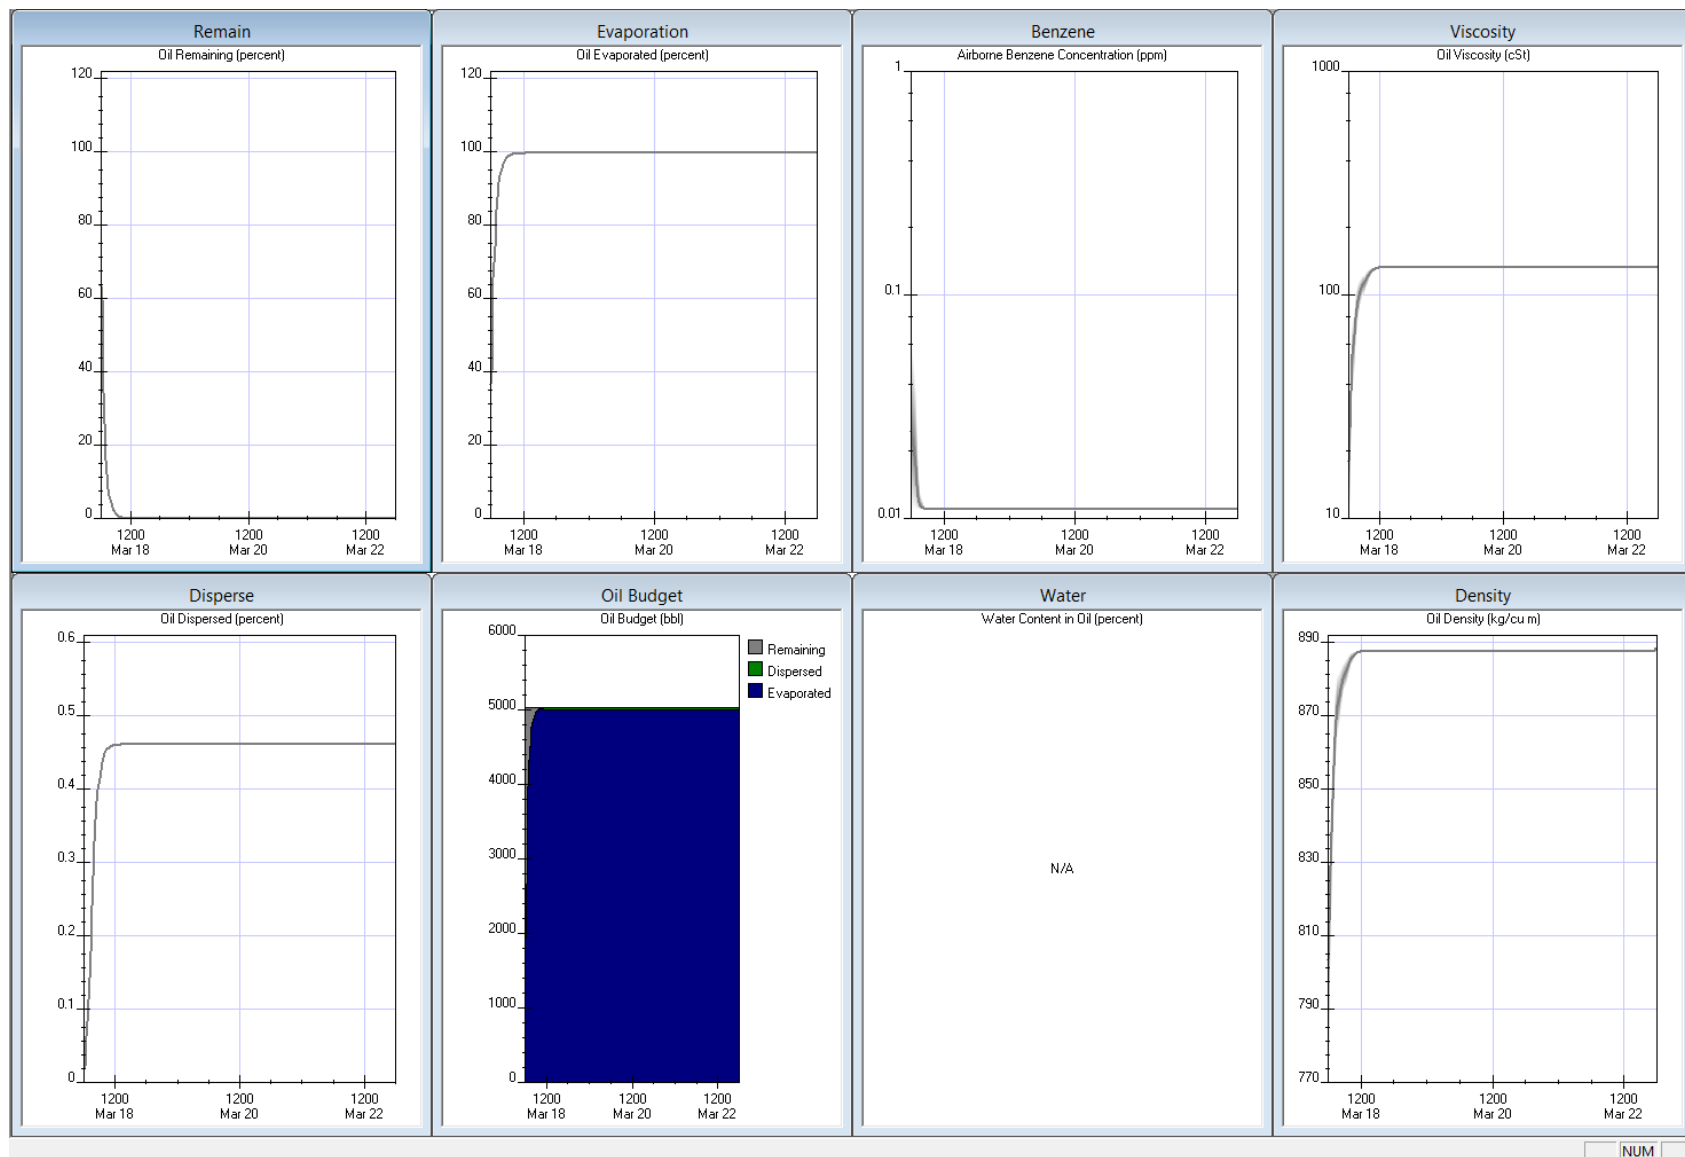 Remain
Oil Remaining (percent)
120
100
80
60
40
20
0
1200 1200 1200
Mar 18 Mar 20 Mar 22
Evaporation
Oil Evaporated (percent)
120
100
80
60
40
20
0
1200 1200 1200
Mar 18 Mar 20 Mar 22
Benzene
Airborne Benzene Concentration (ppm)
1
0.1
0.01
1200 1200 1200
Mar 18 Mar 20 Mar 22
Viscosity
Oil Viscosity (cSt)
1000
100
10
1200 1200 1200
Mar 18 Mar 20 Mar 22
Disperse
Oil Dispersed (percent)
0.6
0.5
0.4
0.3
0.2
0.1
0
1200 1200 1200
Mar 18 Mar 20 Mar 22
Oil Budget
Oil Budget (bbl)
6000
5000
4000
3000
2000
1000
0
1200 1200 1200
Mar 18 Mar 20 Mar 22
Remaining
Dispersed
Evaporated
Water
Water Content in Oil (percent)
N/A
Density
Oil Density (kg/cu m)
890
870
850
830
810
790
770
1200 1200 1200
Mar 18 Mar 20 Mar 22
NUM